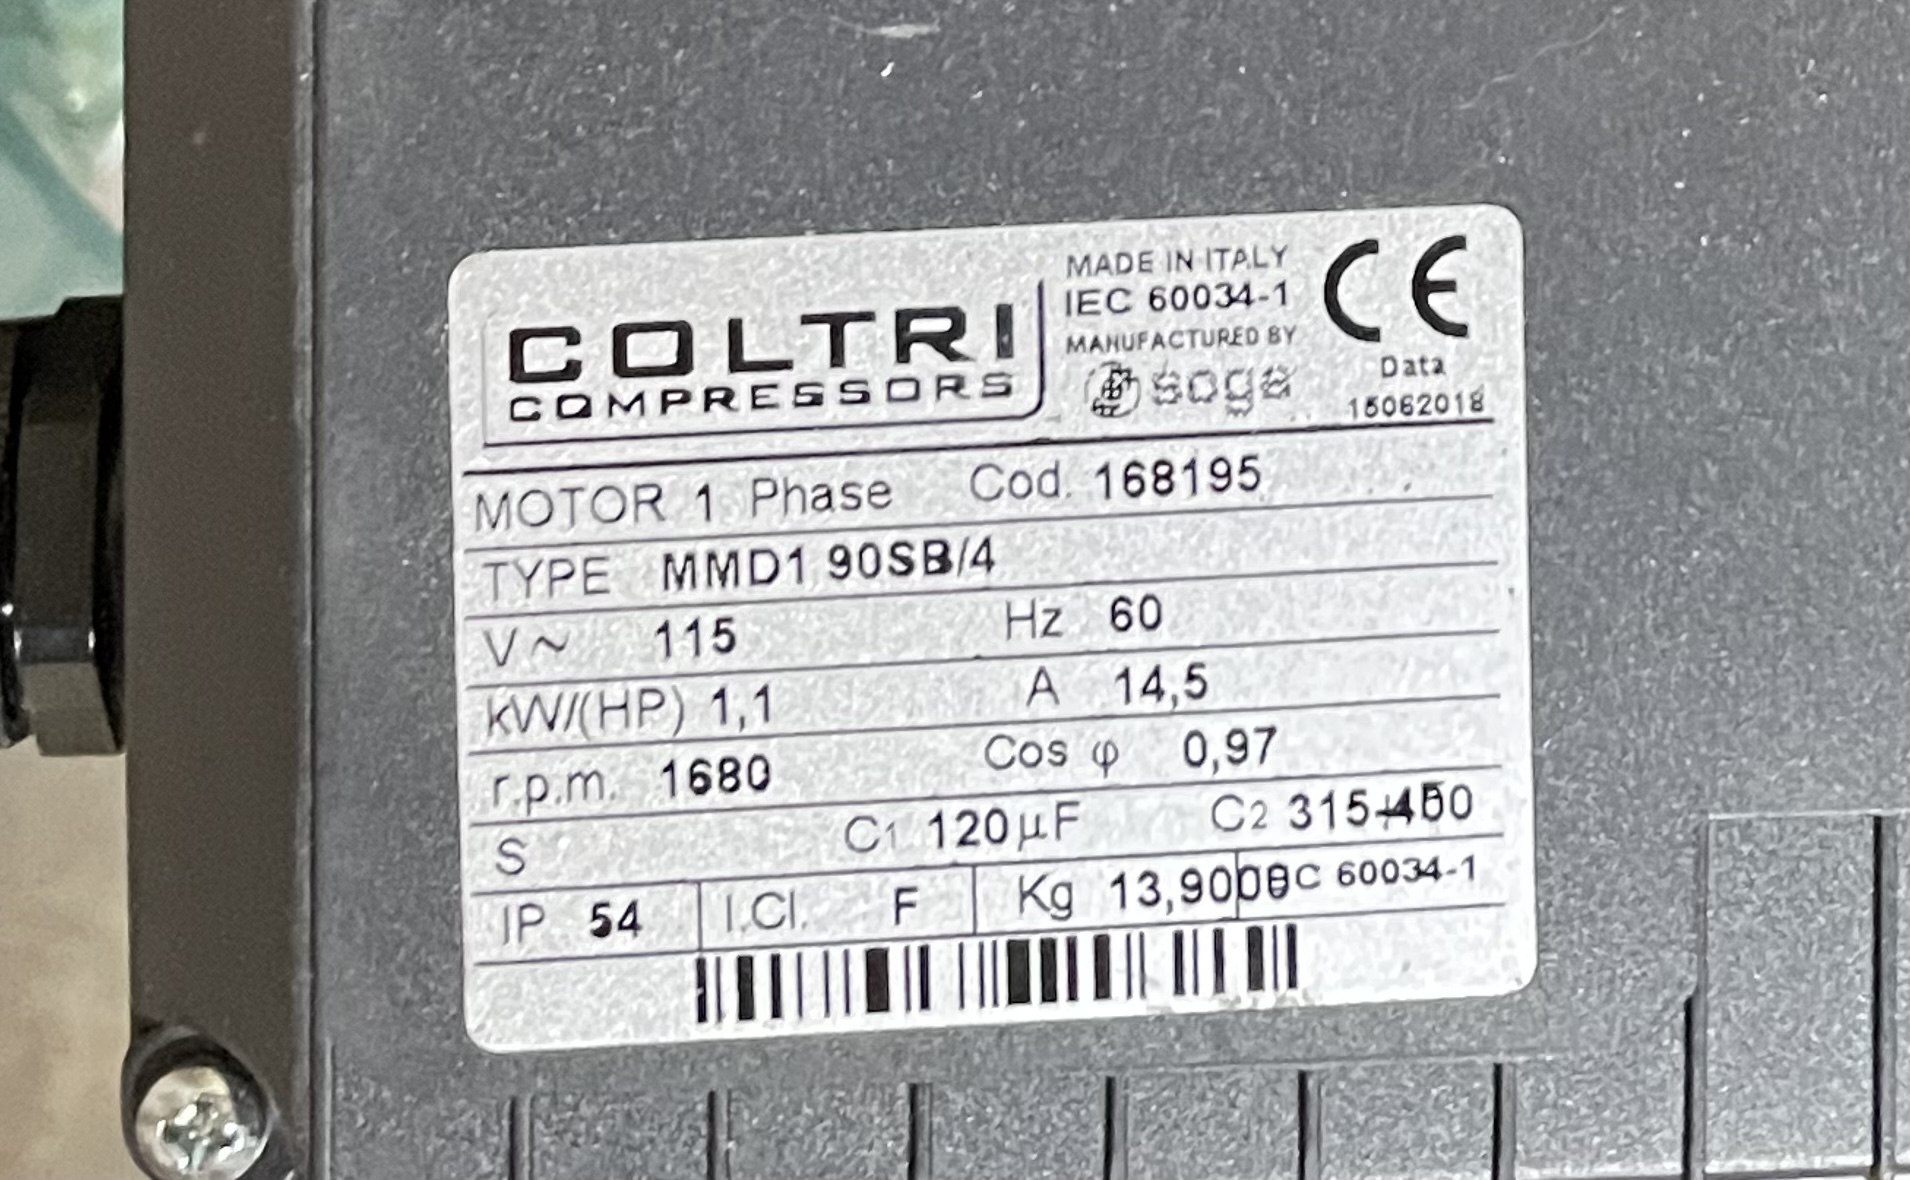 COLTRI
COMPRESSORS
MADE IN ITALY
IEC 60034-1
MANUFACTURED BY
soga
CE
Data
15062018
MOTOR 1 Phase Cod. 168195
TYPE MMD1 90SB/4
V~ 115 Hz 60
kW/(HP) 1,1 A 14,5
r.p.m. 1680 Cos φ 0,97
S C1 120µF C2 315÷400
IP 54 I.Cl. F Kg 13,9000 IEC 60034-1